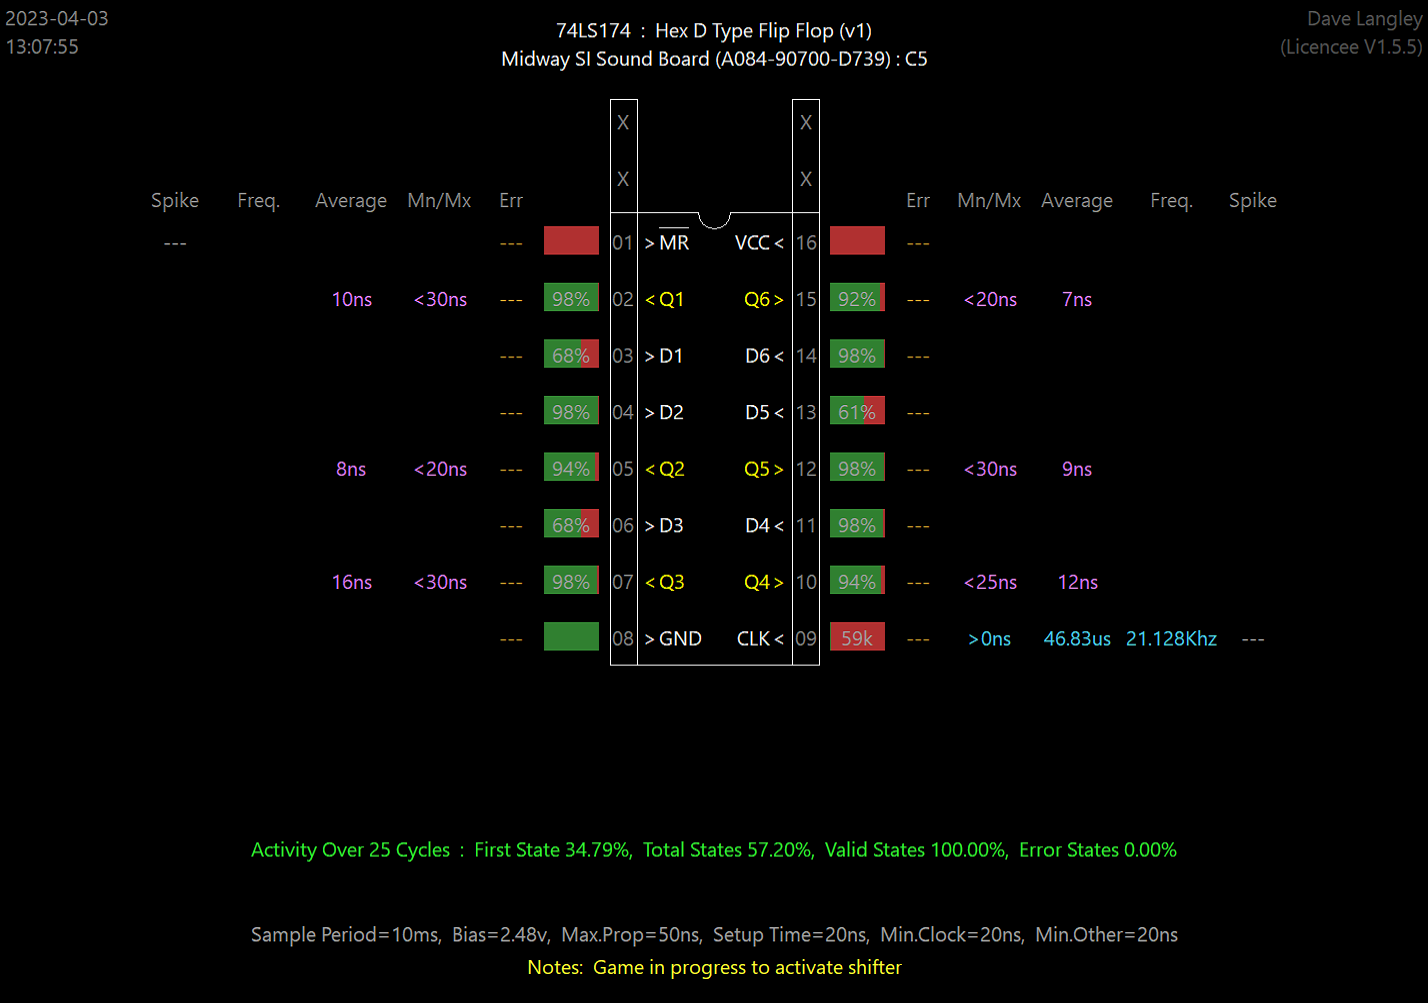 2023-04-03
13:07:55
74LS174 : Hex D Type Flip Flop (v1)
Midway SI Sound Board (A084-90700-D739) : C5
Dave Langley
(Licencee V1.5.5)
X X
X X
Spike Freq. Average Mn/Mx Err Err Mn/Mx Average Freq. Spike
--- --- 01 >MR VCC< 16 ---
10ns <30ns --- 98% 02 <Q1 Q6> 15 92% --- <20ns 7ns
--- 68% 03 >D1 D6< 14 98% ---
--- 98% 04 >D2 D5< 13 61% ---
8ns <20ns --- 94% 05 <Q2 Q5> 12 98% --- <30ns 9ns
--- 68% 06 >D3 D4< 11 98% ---
16ns <30ns --- 98% 07 <Q3 Q4> 10 94% --- <25ns 12ns
--- 08 >GND CLK< 09 59k --- >0ns 46.83us 21.128Khz ---
Activity Over 25 Cycles : First State 34.79%, Total States 57.20%, Valid States 100.00%, Error States 0.00%
Sample Period=10ms, Bias=2.48v, Max.Prop=50ns, Setup Time=20ns, Min.Clock=20ns, Min.Other=20ns
Notes: Game in progress to activate shifter